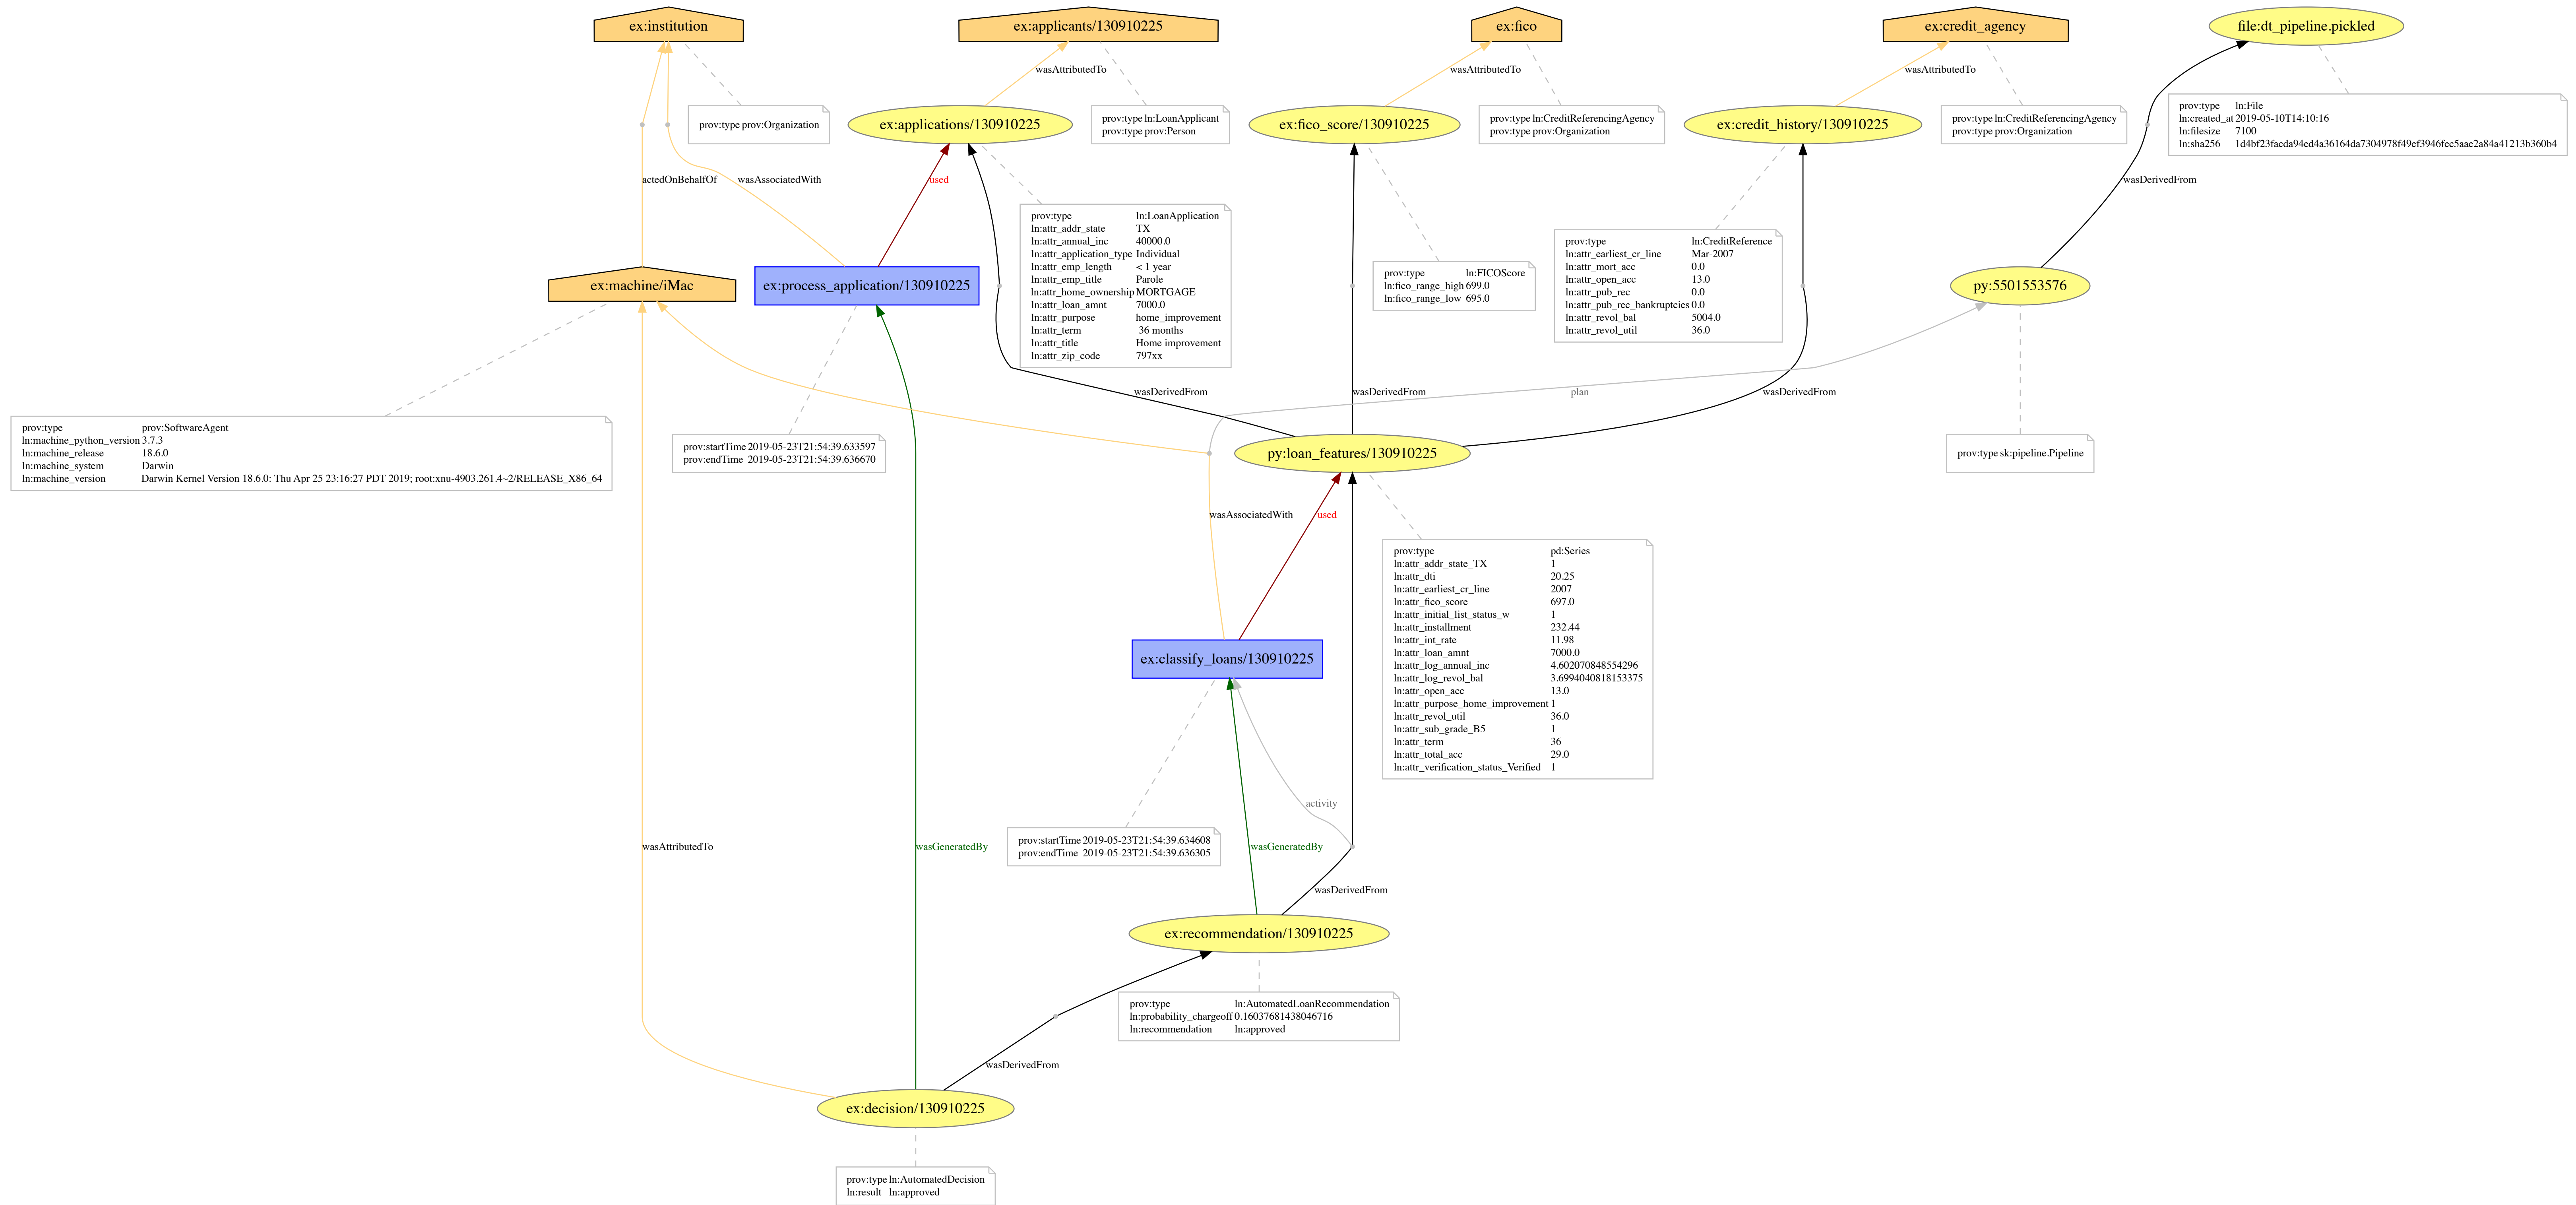 ex:institution
ex:applicants/130910225
ex:fico
ex:credit_agency
file:dt_pipeline.pickled
wasAttributedTo
wasAttributedTo
wasAttributedTo
prov:type prov:Organization
ex:applications/130910225
prov:type ln:LoanApplicant
prov:type prov:Person
ex:fico_score/130910225
prov:type ln:CreditReferencingAgency
prov:type prov:Organization
ex:credit_history/130910225
prov:type ln:CreditReferencingAgency
prov:type prov:Organization
prov:type ln:File
ln:created_at 2019-05-10T14:10:16
ln:filesize 7100
ln:sha256 1d4bf23facda94ed4a36164da7304978f49ef3946fec5aae2a84a41213b360b4
actedOnBehalfOf
wasAssociatedWith
used
wasDerivedFrom
prov:type ln:LoanApplication
ln:attr_addr_state TX
ln:attr_annual_inc 40000.0
ln:attr_application_type Individual
ln:attr_emp_length < 1 year
ln:attr_emp_title Parole
ln:attr_home_ownership MORTGAGE
ln:attr_loan_amnt 7000.0
ln:attr_purpose home_improvement
ln:attr_term 36 months
ln:attr_title Home improvement
ln:attr_zip_code 797xx
prov:type ln:FICOScore
ln:fico_range_high 699.0
ln:fico_range_low 695.0
prov:type ln:CreditReference
ln:attr_earliest_cr_line Mar-2007
ln:attr_mort_acc 0.0
ln:attr_open_acc 13.0
ln:attr_pub_rec 0.0
ln:attr_pub_rec_bankruptcies 0.0
ln:attr_revol_bal 5004.0
ln:attr_revol_util 36.0
ex:machine/iMac
ex:process_application/130910225
py:5501553576
wasDerivedFrom
wasDerivedFrom
plan
wasDerivedFrom
prov:type prov:SoftwareAgent
ln:machine_python_version 3.7.3
ln:machine_release 18.6.0
ln:machine_system Darwin
ln:machine_version Darwin Kernel Version 18.6.0: Thu Apr 25 23:16:27 PDT 2019; root:xnu-4903.261.4~2/RELEASE_X86_64
prov:startTime 2019-05-23T21:54:39.633597
prov:endTime 2019-05-23T21:54:39.636670
py:loan_features/130910225
prov:type sk:pipeline.Pipeline
wasAssociatedWith
used
prov:type pd:Series
ln:attr_addr_state_TX 1
ln:attr_dti 20.25
ln:attr_earliest_cr_line 2007
ln:attr_fico_score 697.0
ln:attr_initial_list_status_w 1
ln:attr_installment 232.44
ln:attr_int_rate 11.98
ln:attr_loan_amnt 7000.0
ln:attr_log_annual_inc 4.602070848554296
ln:attr_log_revol_bal 3.6994040818153375
ln:attr_open_acc 13.0
ln:attr_purpose_home_improvement 1
ln:attr_revol_util 36.0
ln:attr_sub_grade_B5 1
ln:attr_term 36
ln:attr_total_acc 29.0
ln:attr_verification_status_Verified 1
ex:classify_loans/130910225
activity
prov:startTime 2019-05-23T21:54:39.634608
prov:endTime 2019-05-23T21:54:39.636305
wasAttributedTo
wasGeneratedBy
wasGeneratedBy
wasDerivedFrom
ex:recommendation/130910225
prov:type ln:AutomatedLoanRecommendation
ln:probability_chargeoff 0.16037681438046716
ln:recommendation ln:approved
wasDerivedFrom
ex:decision/130910225
prov:type ln:AutomatedDecision
ln:result ln:approved